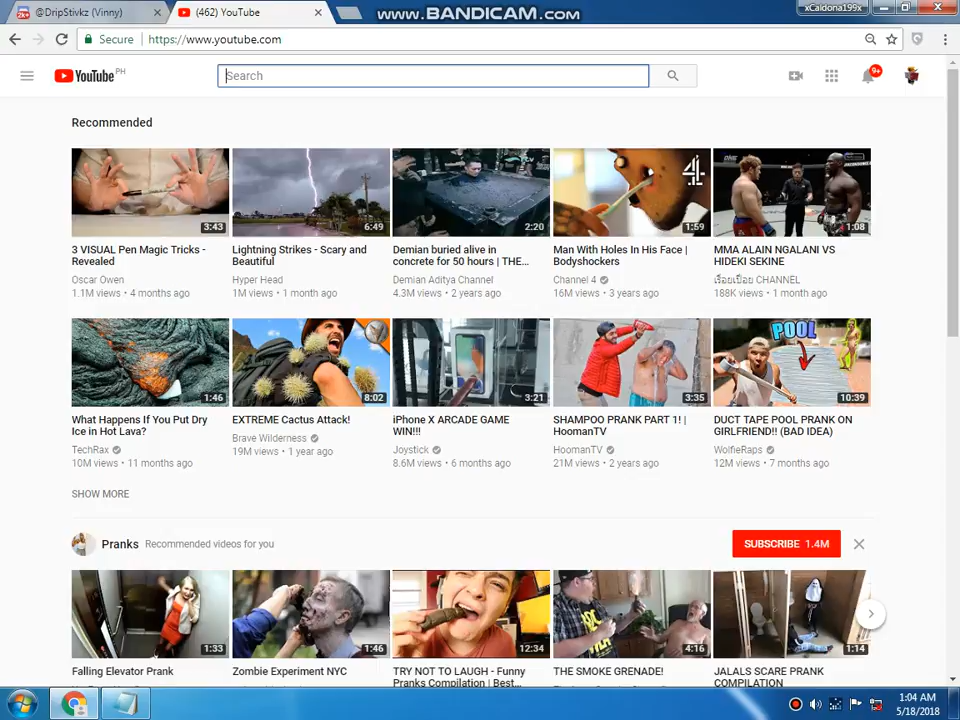 @DripStivkz (Vinny)
(462) YouTube
www.BANDICAM.com
xCaldona199x
Secure
https://www.youtube.com
YouTube PH
Search
9+
Recommended
3:43
6:49
2:20
1:59
1:08
3 VISUAL Pen Magic Tricks -
Revealed
Oscar Owen
1.1M views • 4 months ago
Lightning Strikes - Scary and
Beautiful
Hyper Head
1M views • 1 month ago
Demian buried alive in
concrete for 50 hours | THE...
Demian Aditya Channel
4.3M views • 2 years ago
Man With Holes In His Face |
Bodyshockers
Channel 4
16M views • 3 years ago
MMA ALAIN NGALANI VS
HIDEKI SEKINE
CHANNEL
188K views • 1 month ago
POOL
1:46
8:02
3:21
3:35
10:39
What Happens If You Put Dry
Ice in Hot Lava?
TechRax
10M views • 11 months ago
EXTREME Cactus Attack!
Brave Wilderness
19M views • 1 year ago
iPhone X ARCADE GAME
WIN!!!
Joystick
8.6M views • 6 months ago
SHAMPOO PRANK PART 1! |
HoomanTV
HoomanTV
21M views • 2 years ago
DUCT TAPE POOL PRANK ON
GIRLFRIEND!! (BAD IDEA)
WolfieRaps
12M views • 7 months ago
SHOW MORE
Pranks
Recommended videos for you
SUBSCRIBE 1.4M
1:33
1:46
12:34
4:16
1:14
Falling Elevator Prank
Zombie Experiment NYC
TRY NOT TO LAUGH - Funny
Pranks Compilation | Best...
THE SMOKE GRENADE!
JALALS SCARE PRANK
COMPILATION
1:04 AM
5/18/2018